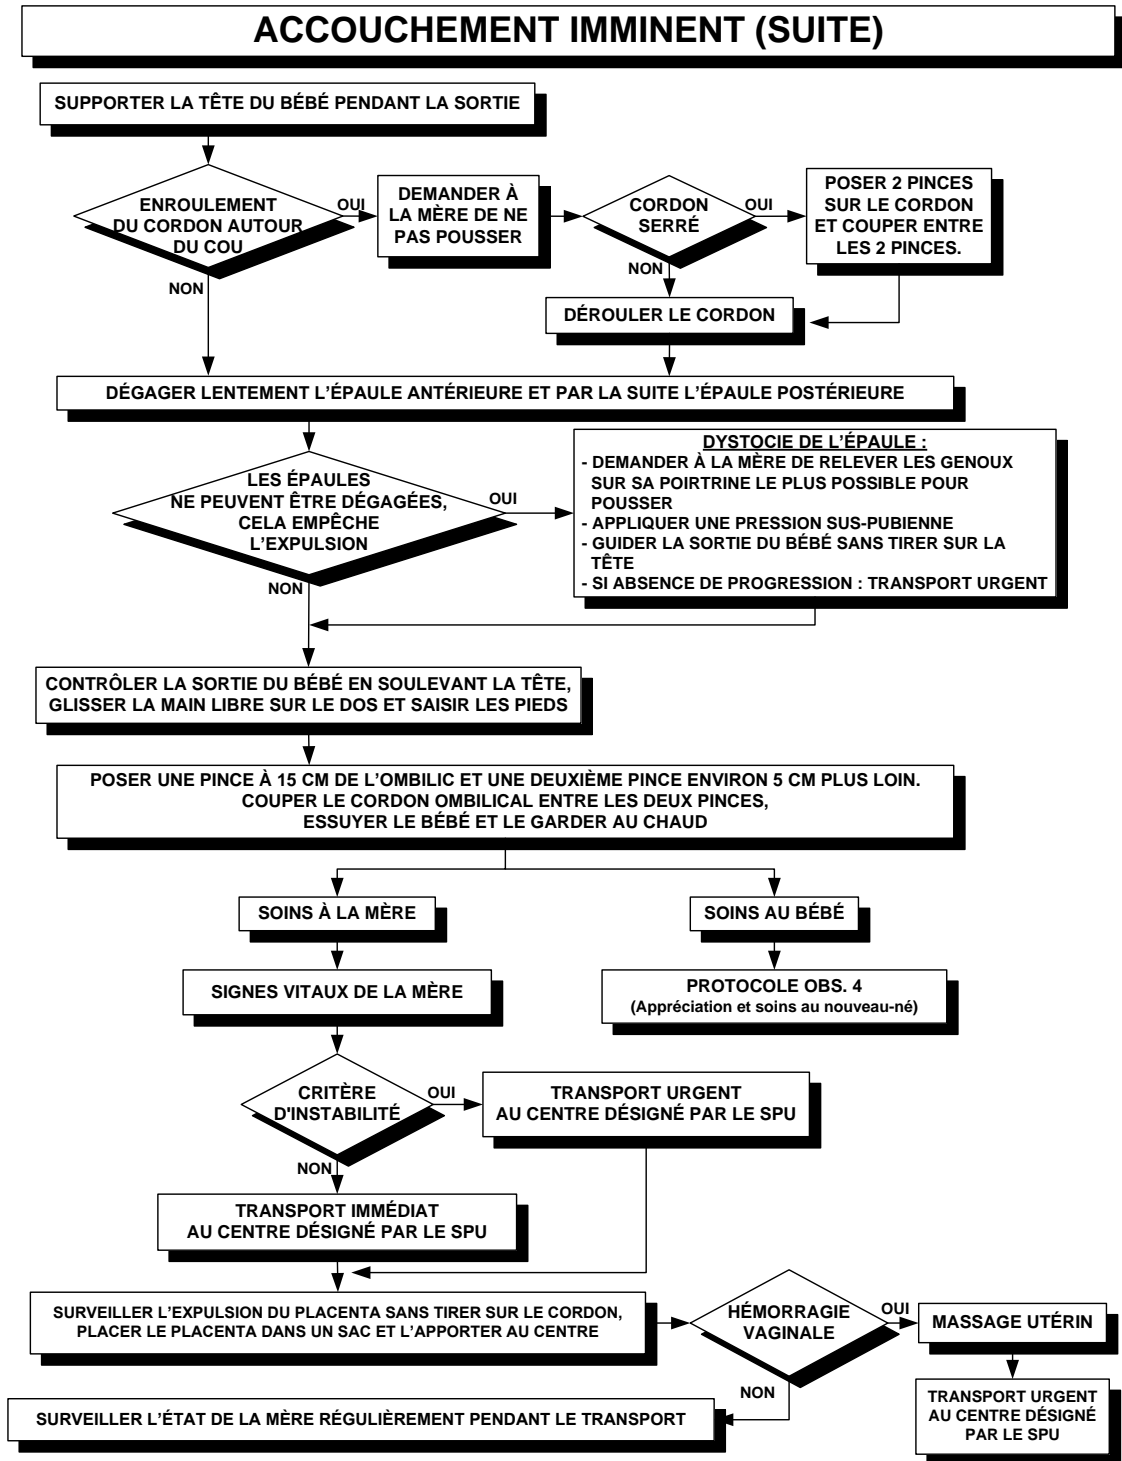 ACCOUCHEMENT IMMINENT (SUITE)
SUPPORTER LA TÊTE DU BÉBÉ PENDANT LA SORTIE
ENROULEMENT
DU CORDON AUTOUR
DU COU
OUI
NON
DEMANDER À
LA MÈRE DE NE
PAS POUSSER
CORDON
SERRÉ
OUI
NON
POSER 2 PINCES
SUR LE CORDON
ET COUPER ENTRE
LES 2 PINCES.
DÉROULER LE CORDON
DÉGAGER LENTEMENT L'ÉPAULE ANTÉRIEURE ET PAR LA SUITE L'ÉPAULE POSTÉRIEURE
LES ÉPAULES
NE PEUVENT ÊTRE DÉGAGÉES,
CELA EMPÊCHE
L'EXPULSION
OUI
NON
DYSTOCIE DE L'ÉPAULE :
- DEMANDER À LA MÈRE DE RELEVER LES GENOUX
SUR SA POIRTRINE LE PLUS POSSIBLE POUR
POUSSER
- APPLIQUER UNE PRESSION SUS-PUBIENNE
- GUIDER LA SORTIE DU BÉBÉ SANS TIRER SUR LA
TÊTE
- SI ABSENCE DE PROGRESSION : TRANSPORT URGENT
CONTRÔLER LA SORTIE DU BÉBÉ EN SOULEVANT LA TÊTE,
GLISSER LA MAIN LIBRE SUR LE DOS ET SAISIR LES PIEDS
POSER UNE PINCE À 15 CM DE L'OMBILIC ET UNE DEUXIÈME PINCE ENVIRON 5 CM PLUS LOIN.
COUPER LE CORDON OMBILICAL ENTRE LES DEUX PINCES,
ESSUYER LE BÉBÉ ET LE GARDER AU CHAUD
SOINS À LA MÈRE
SOINS AU BÉBÉ
SIGNES VITAUX DE LA MÈRE
PROTOCOLE OBS. 4
(Appréciation et soins au nouveau-né)
CRITÈRE
D'INSTABILITÉ
OUI
NON
TRANSPORT URGENT
AU CENTRE DÉSIGNÉ PAR LE SPU
TRANSPORT IMMÉDIAT
AU CENTRE DÉSIGNÉ PAR LE SPU
SURVEILLER L'EXPULSION DU PLACENTA SANS TIRER SUR LE CORDON,
PLACER LE PLACENTA DANS UN SAC ET L'APPORTER AU CENTRE
HÉMORRAGIE
VAGINALE
OUI
NON
MASSAGE UTÉRIN
TRANSPORT URGENT
AU CENTRE DÉSIGNÉ
PAR LE SPU
SURVEILLER L'ÉTAT DE LA MÈRE RÉGULIÈREMENT PENDANT LE TRANSPORT